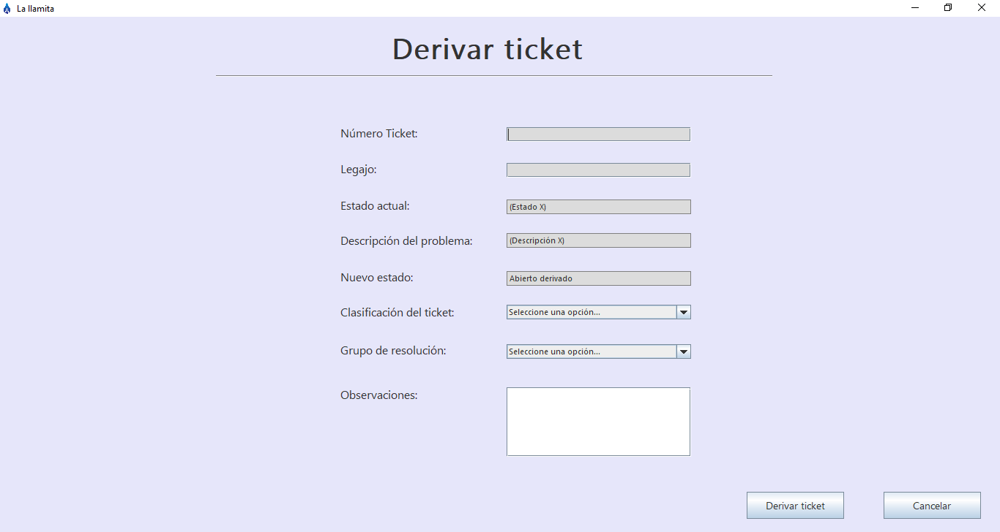 La llamita
Derivar ticket
Número Ticket:
Legajo:
Estado actual: (Estado X)
Descripción del problema: (Descripción X)
Nuevo estado: Abierto derivado
Clasificación del ticket: Seleccione una opción...
Grupo de resolución: Seleccione una opción...
Observaciones:
Derivar ticket Cancelar